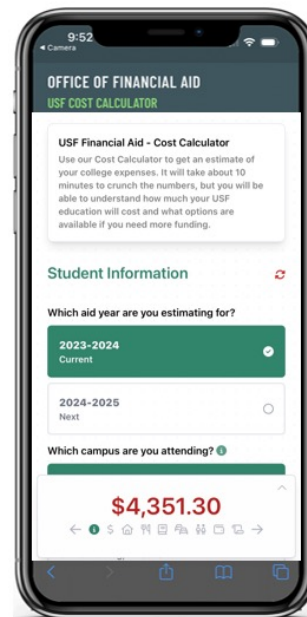 9:52
Camera
OFFICE OF FINANCIAL AID
USF COST CALCULATOR
USF Financial Aid - Cost Calculator
Use our Cost Calculator to get an estimate of
your college expenses. It will take about 10
minutes to crunch the numbers, but you will be
able to understand how much your USF
education will cost and what options are
available if you need more funding.
Student Information
Which aid year are you estimating for?
2023-2024
Current
2024-2025
Next
Which campus are you attending?
$4,351.30